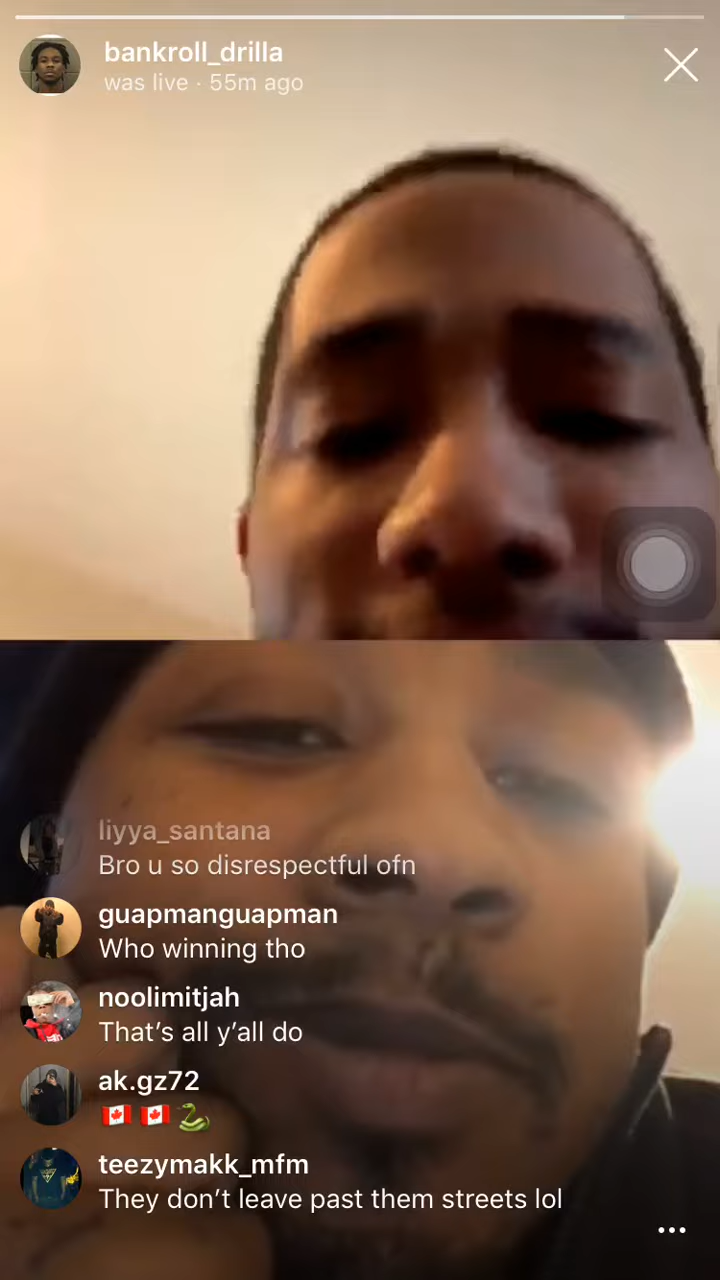 bankroll_drilla
was live · 55m ago
liyya_santana
Bro u so disrespectful ofn
guapmanguapman
Who winning tho
noolimitjah
That’s all y’all do
ak.gz72
🇨🇦 🇨🇦 🐍
teezymakk_mfm
They don’t leave past them streets lol